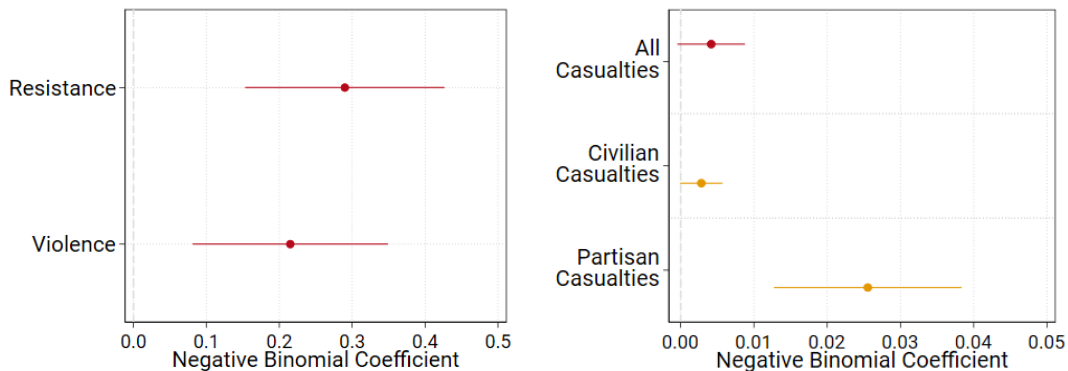 Resistance
Violence
0.0 0.1 0.2 0.3 0.4 0.5
Negative Binomial Coefficient
All
Casualties
Civilian
Casualties
Partisan
Casualties
0.00 0.01 0.02 0.03 0.04 0.05
Negative Binomial Coefficient